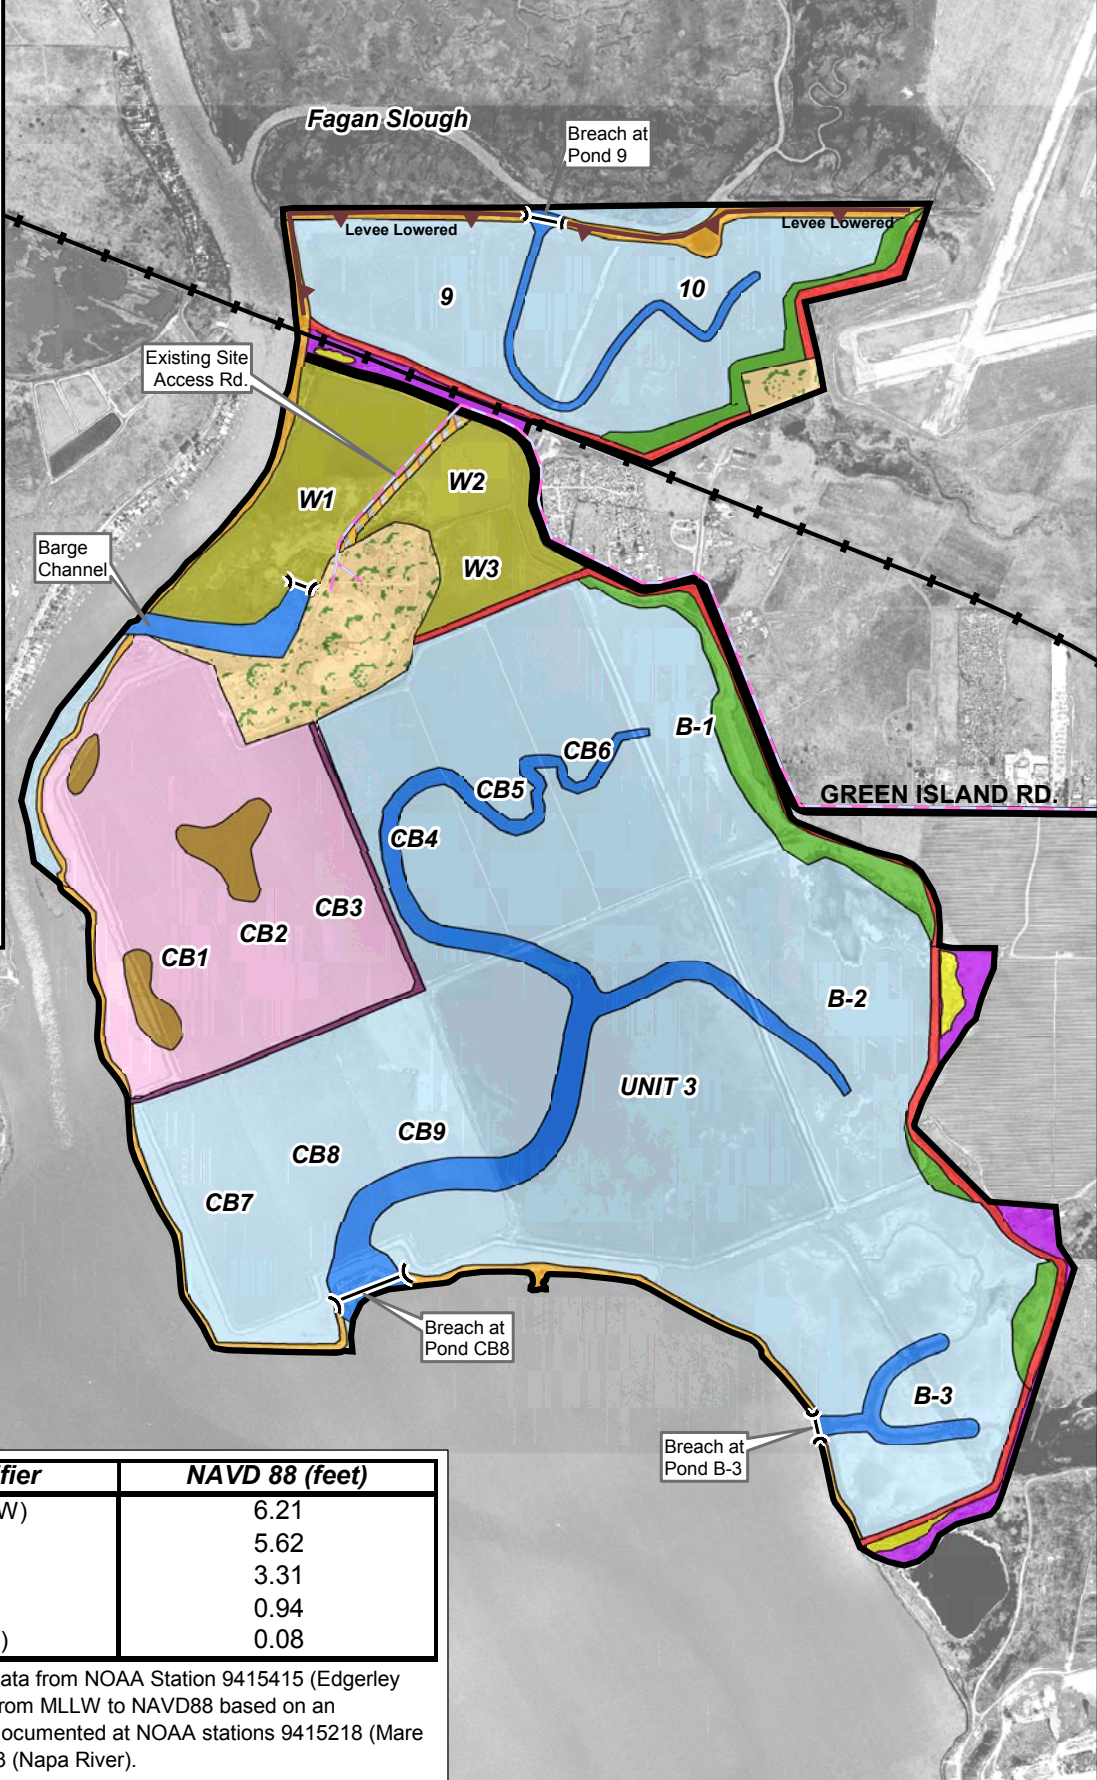 Fagan Slough
Breach at
Pond 9
Levee Lowered
Levee Lowered
9
10
Existing Site
Access Rd.
W1
W2
W3
Barge
Channel
B-1
CB6
CB5
CB4
GREEN ISLAND RD.
CB3
CB2
CB1
B-2
UNIT 3
CB9
CB8
CB7
Breach at
Pond CB8
B-3
Breach at
Pond B-3
ifier NAVD 88 (feet)
W) 6.21
5.62
3.31
0.94
) 0.08
ata from NOAA Station 9415415 (Edgerley
rom MLLW to NAVD88 based on an
ocumented at NOAA stations 9415218 (Mare
3 (Napa River).